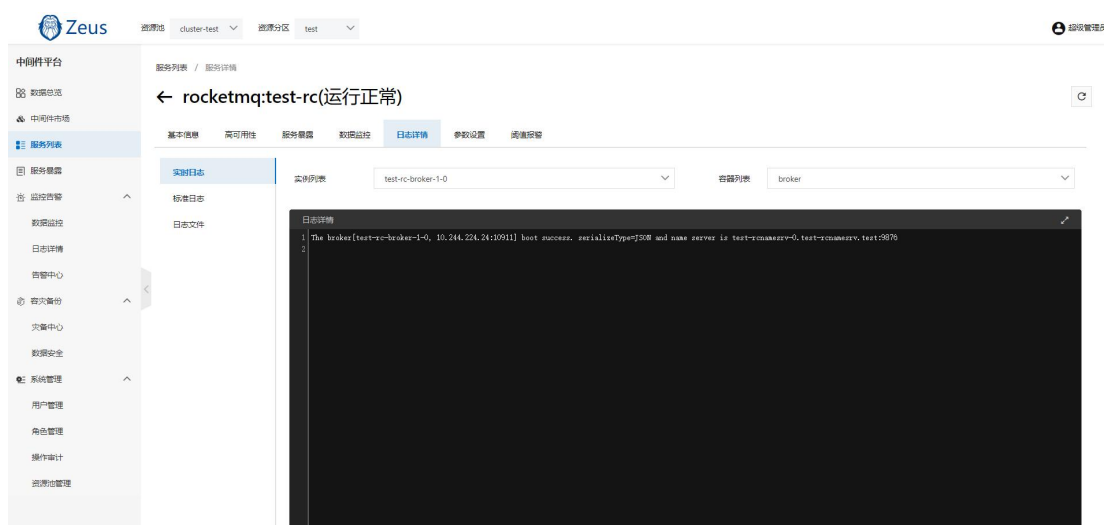 Zeus 资源池 cluster-test 资源分区 test 超级管理员
中间件平台
数据总览
中间件市场
服务列表
服务暴露
监控告警
数据监控
日志详情
告警中心
容灾备份
灾备中心
数据安全
系统管理
用户管理
角色管理
操作审计
资源池管理
服务列表 / 服务详情
← rocketmq:test-rc(运行正常)
基本信息 高可用性 服务暴露 数据监控 日志详情 参数设置 阈值报警
实时日志
标准日志
日志文件
实例列表 test-rc-broker-1-0 容器列表 broker
日志详情
1 The broker[test-rc-broker-1-0, 10.244.224.24:10911] boot success. serializeType=JSON and name server is test-rcnamesrv-0.test-rcnamesrv.test:9876
2